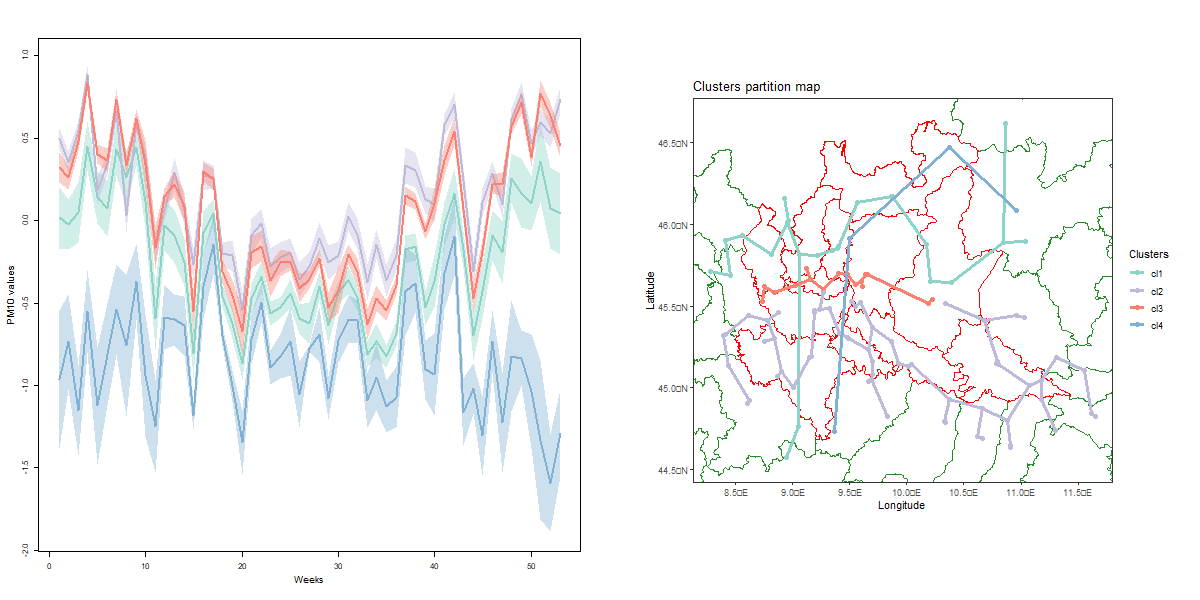 PM10 values
1.0
0.5
0.0
-0.5
-1.0
-1.5
-2.0
0
10
20
30
40
50
Weeks
Clusters partition map
Latitude
46.5□N
46.0□N
45.5□N
45.0□N
44.5□N
8.5□E
9.0□E
9.5□E
10.0□E
10.5□E
11.0□E
11.5□E
Longitude
Clusters
cl1
cl2
cl3
cl4